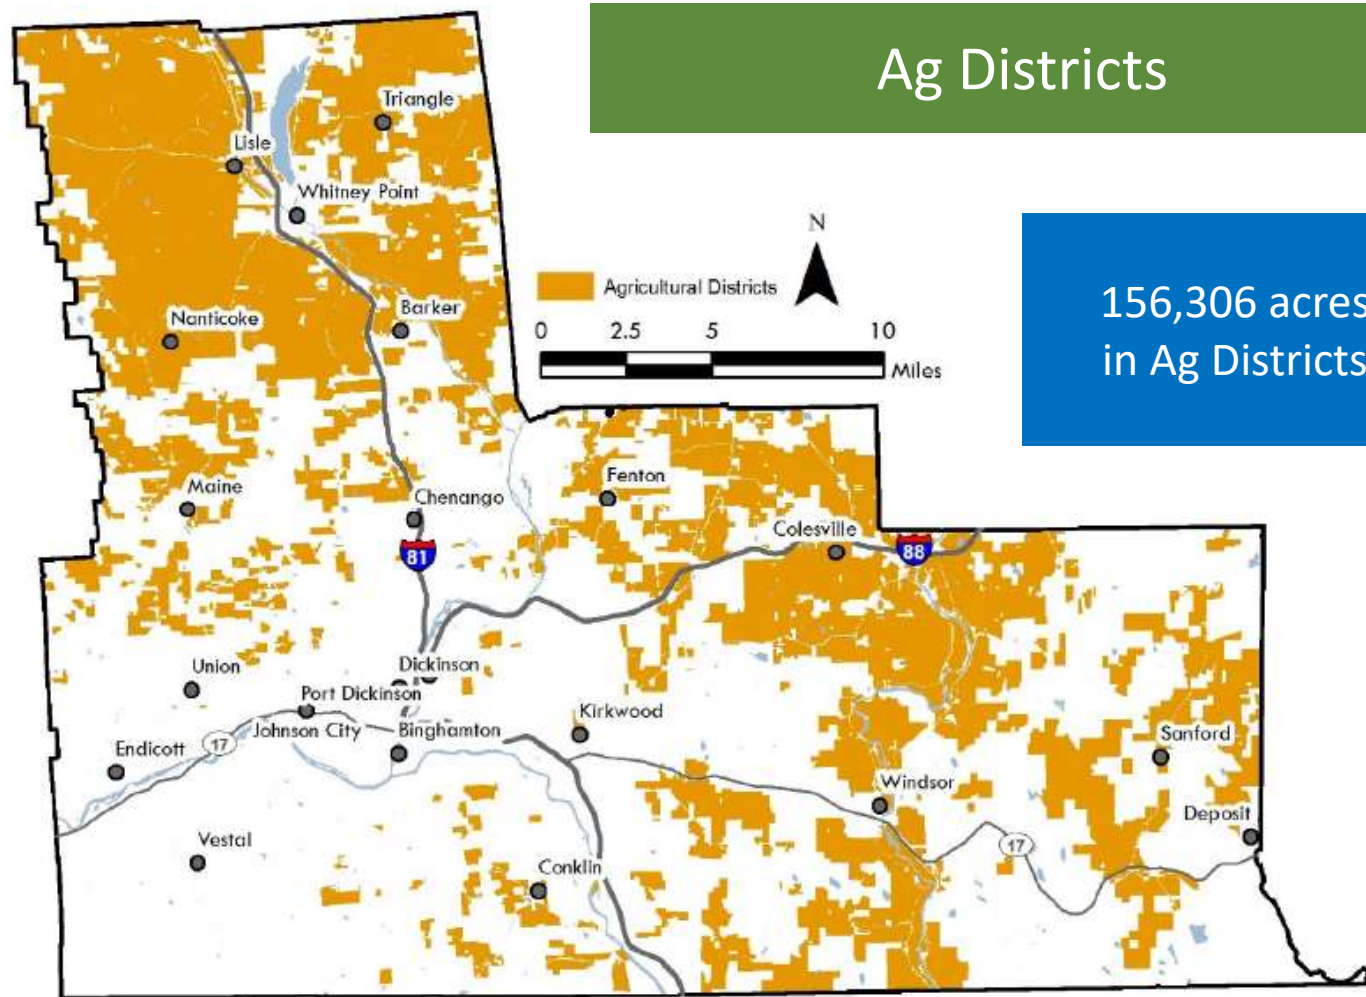 Ag Districts
156,306 acres
in Ag Districts
N
Agricultural Districts
0 2.5 5 10
Miles
Triangle
Lisle
Whitney Point
Barker
Nanticoke
Maine
Chenango
Fenton
Colesville
81
88
Union
Dickinson
Port Dickinson
Johnson City
Binghamton
Kirkwood
Endicott
17
Sanford
Windsor
Deposit
Vestal
17
Conklin